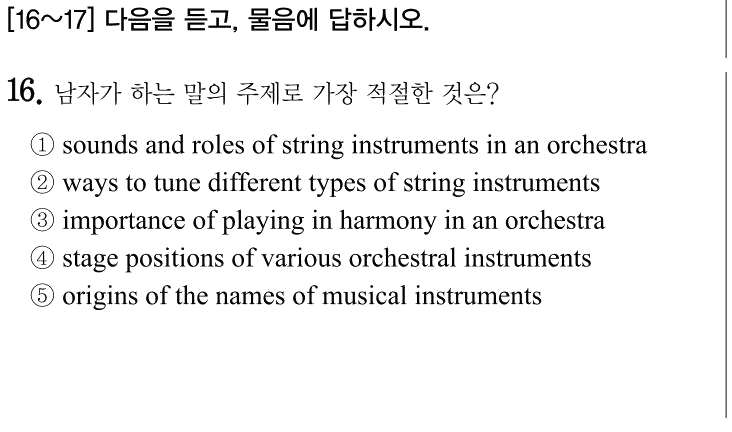 [16~17] 다음을 듣고, 물음에 답하시오.
16. 남자가 하는 말의 주제로 가장 적절한 것은?
① sounds and roles of string instruments in an orchestra
② ways to tune different types of string instruments
③ importance of playing in harmony in an orchestra
④ stage positions of various orchestral instruments
⑤ origins of the names of musical instruments